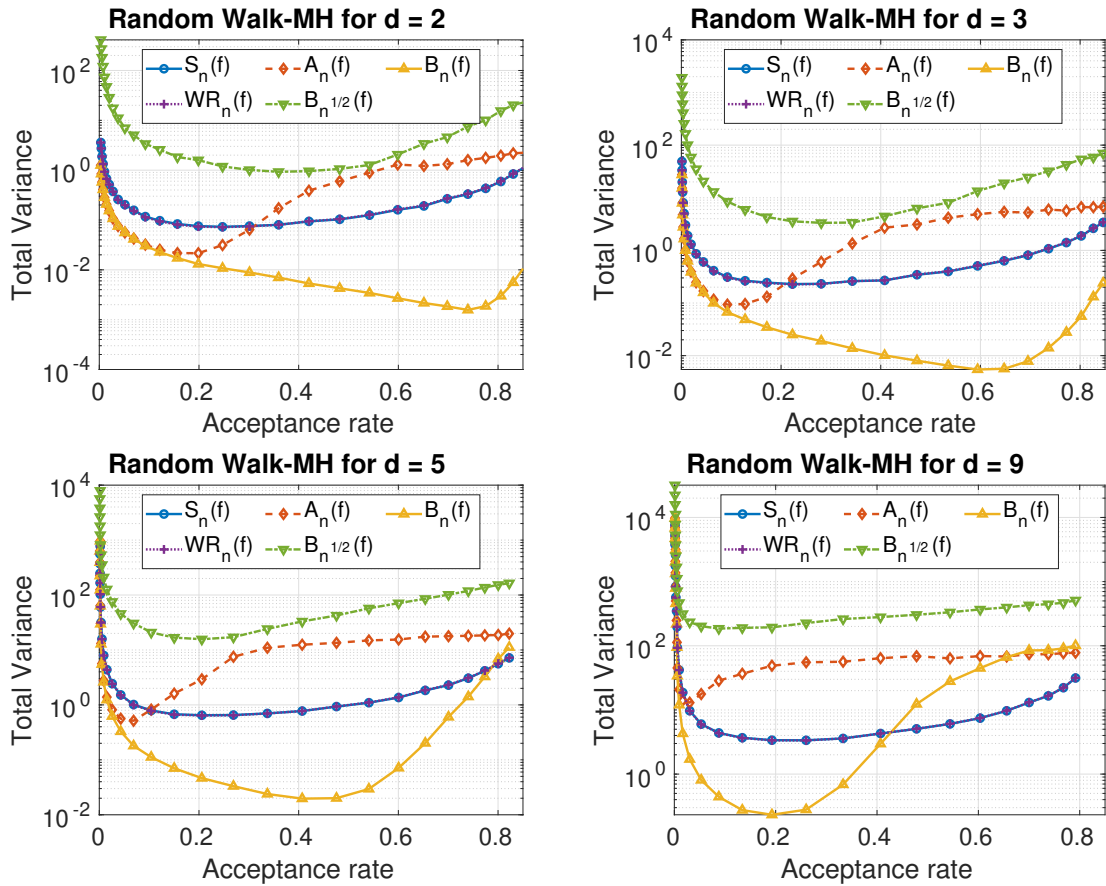 Random Walk-MH for d = 2
S_n(f) A_n(f) B_n(f)
WR_n(f) B_n^{1/2}(f)
10^2
10^0
10^-2
10^-4
Total Variance
0 0.2 0.4 0.6 0.8
Acceptance rate
Random Walk-MH for d = 3
S_n(f) A_n(f) B_n(f)
WR_n(f) B_n^{1/2}(f)
10^4
10^2
10^0
10^-2
Total Variance
0 0.2 0.4 0.6 0.8
Acceptance rate
Random Walk-MH for d = 5
S_n(f) A_n(f) B_n(f)
WR_n(f) B_n^{1/2}(f)
10^4
10^2
10^0
10^-2
Total Variance
0 0.2 0.4 0.6 0.8
Acceptance rate
Random Walk-MH for d = 9
S_n(f) A_n(f) B_n(f)
WR_n(f) B_n^{1/2}(f)
10^4
10^2
10^0
Total Variance
0 0.2 0.4 0.6 0.8
Acceptance rate